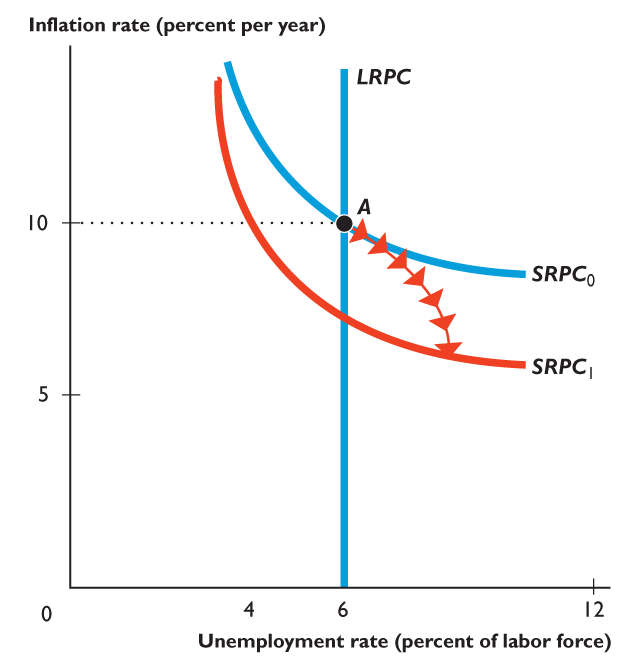 Inflation rate (percent per year)
LRPC
A
10
SRPC₀
SRPC₁
5
0
4
6
12
Unemployment rate (percent of labor force)